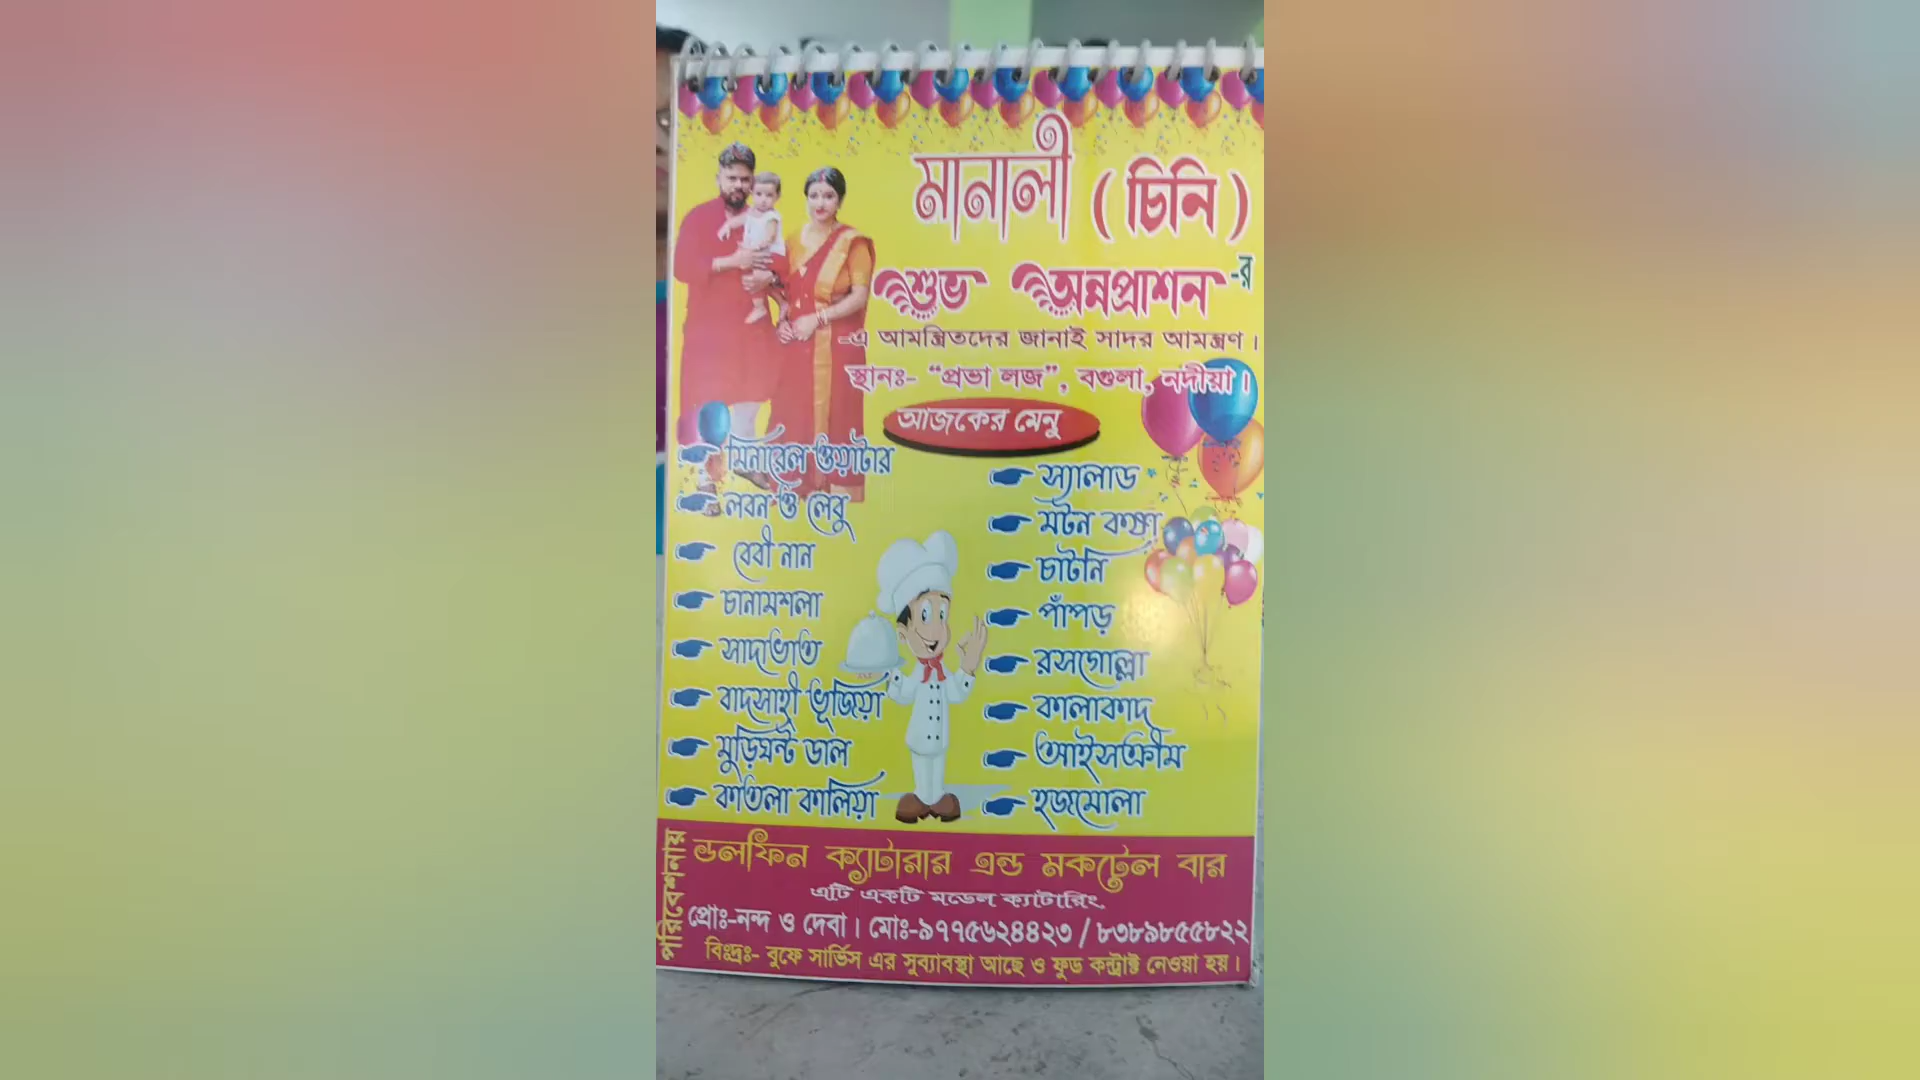 মানালী (চিনি)
শুভ অন্নপ্রাশন -র
-এ আমন্ত্রিতদের জানাই সাদর আমন্ত্রণ।
স্থানঃ- “প্রভা লজ”, বগুলা, নদীয়া।
আজকের মেনু
মিনারেল ওয়াটার
লবন ও লেবু
বেবী নান
চানামশলা
সাদাভাত
বাদসাহী ভূজিয়া
মুড়িঘন্ট ডাল
কাতলা কালিয়া
স্যালাড
মটন কষা
চাটনি
পাঁপড়
রসগোল্লা
কালাকাদ
আইসক্রীম
হজমোলা
পরিবেশনায়
ডলফিন ক্যাটারার এন্ড মকটেল বার
এটি একটি মডেল ক্যাটারিং
প্রোঃ-নন্দ ও দেবা। মোঃ-৯৭৭৫৬২৪৪২৩ / ৮৩৮৯৮৫৫৮২২
বিঃদ্রঃ- বুফে সার্ভিস এর সুব্যাবস্থা আছে ও ফুড কন্ট্রাক্ট নেওয়া হয়।